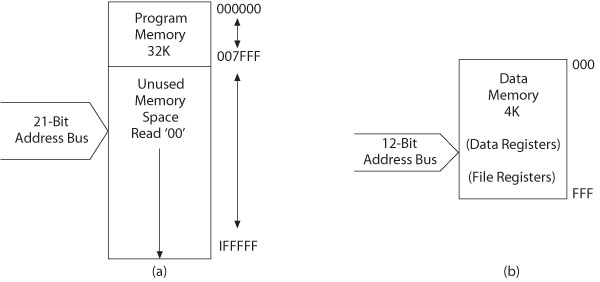 Program
Memory
32K
000000
007FFF
Unused
Memory
Space
Read '00'
21-Bit
Address Bus
IFFFFF
(a)
Data
Memory
4K
(Data Registers)
(File Registers)
000
12-Bit
Address Bus
FFF
(b)